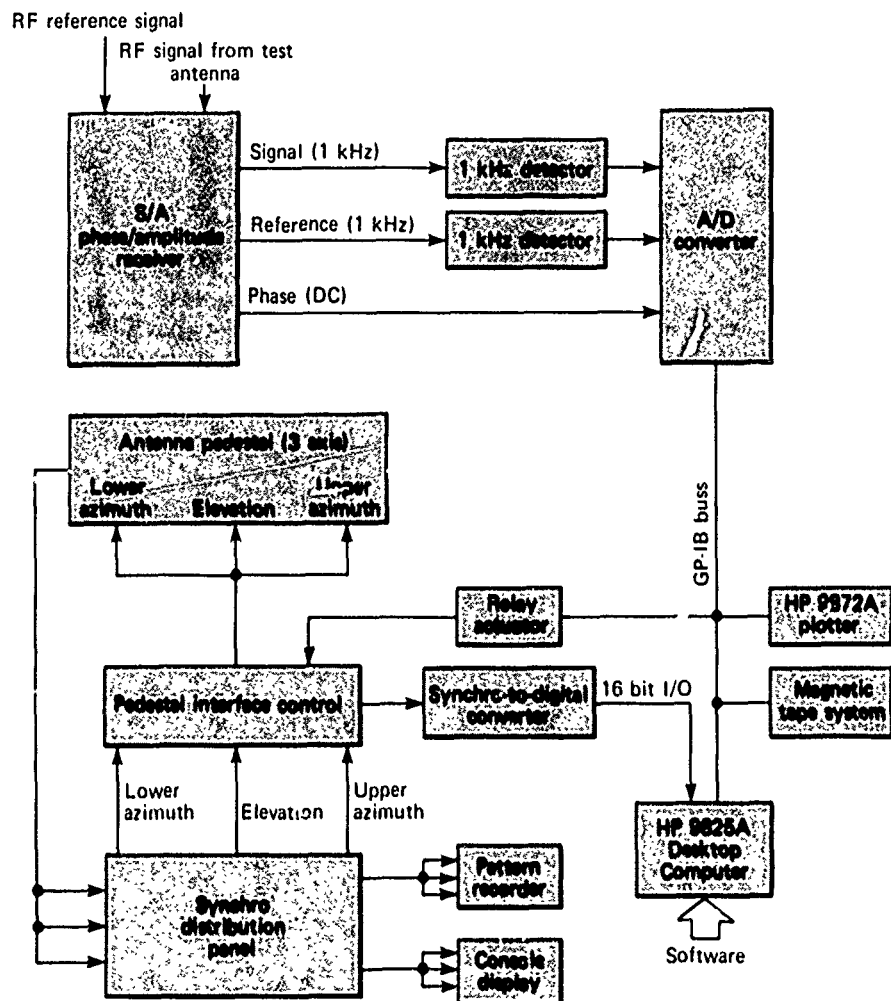 RF reference signal
RF signal from test
antenna
S/A
phase/amplitude
receiver
Signal (1 kHz)
1 kHz detector
Reference (1 kHz)
1 kHz detector
Phase (DC)
A/D
converter
Antenna pedestal (3 axis)
Lower
azimuth
Elevation
Upper
azimuth
GP-IB buss
Relay
actuator
HP 9872A
plotter
Pedestal interface control
Synchro-to-digital
converter
16 bit I/O
Magnetic
tape system
Lower
azimuth
Elevation
Upper
azimuth
HP 9825A
Desktop
Computer
Synchro
distribution
panel
Pattern
recorder
Console
display
Software